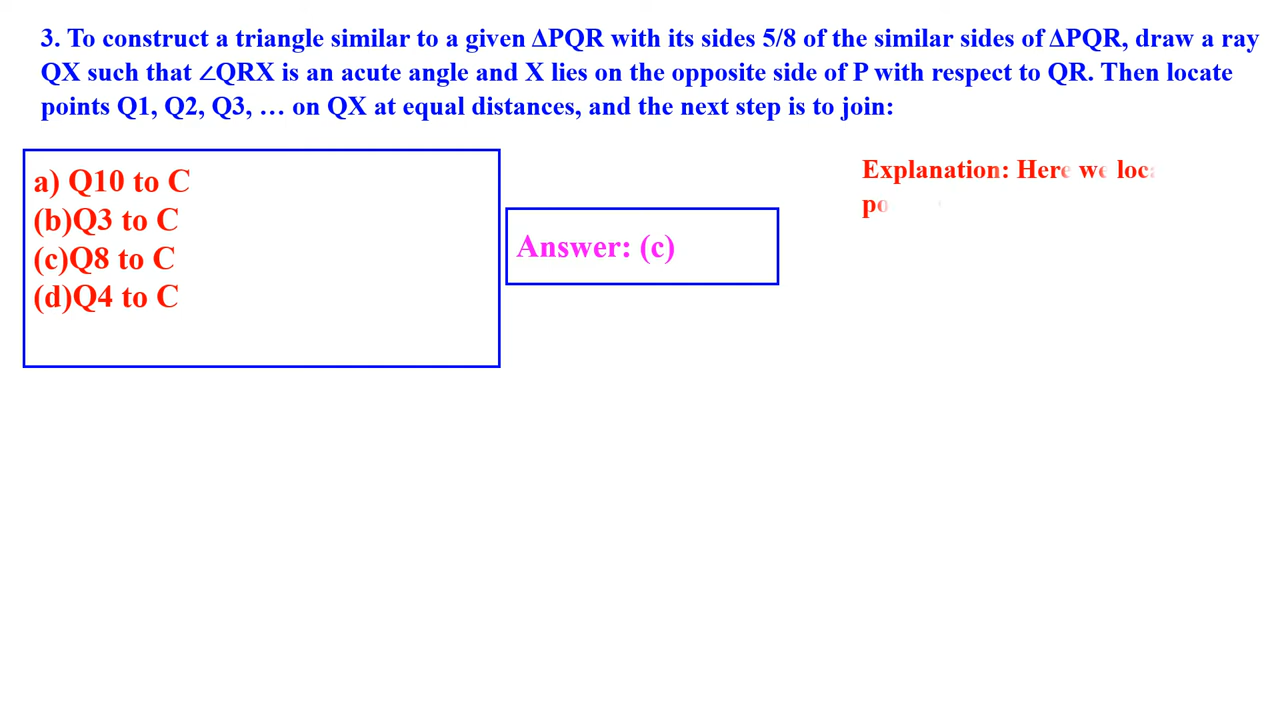 3. To construct a triangle similar to a given ΔPQR with its sides 5/8 of the similar sides of ΔPQR, draw a ray
QX such that ∠QRX is an acute angle and X lies on the opposite side of P with respect to QR. Then locate
points Q1, Q2, Q3, … on QX at equal distances, and the next step is to join:
a) Q10 to C
(b)Q3 to C
(c)Q8 to C
(d)Q4 to C
Answer: (c)
Explanation: Here we